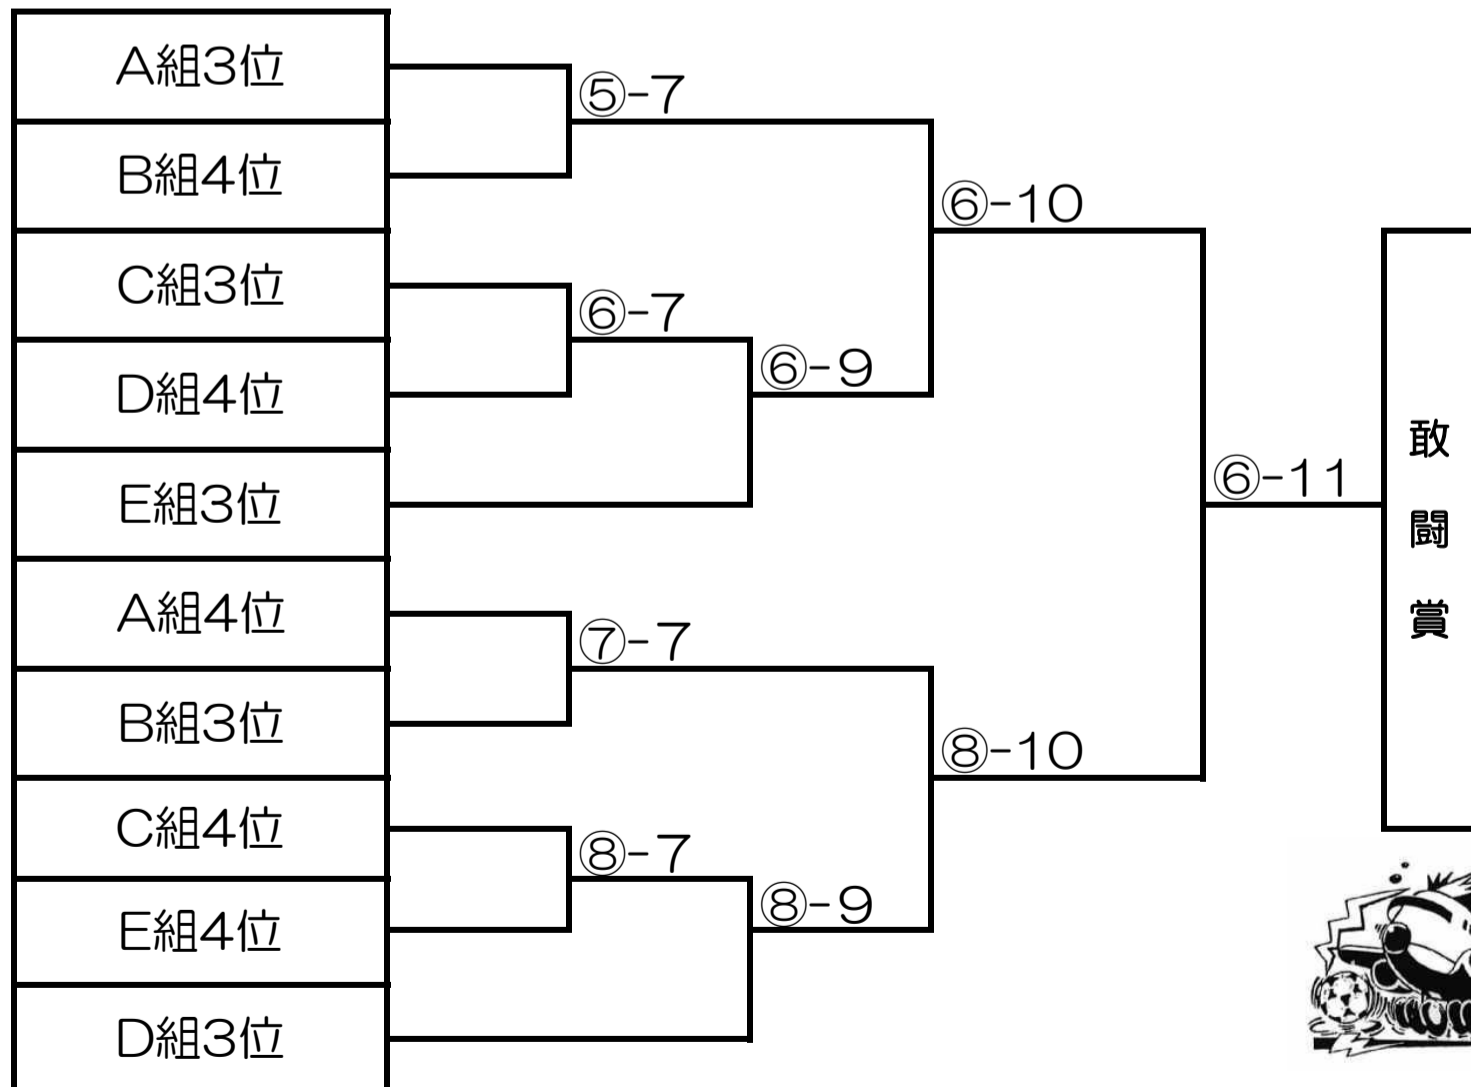 A組3位
⑤-7
B組4位
⑥-10
C組3位
⑥-7
⑥-9
D組4位
敢闘賞
⑥-11
E組3位
A組4位
⑦-7
B組3位
⑧-10
C組4位
⑧-7
⑧-9
E組4位
D組3位